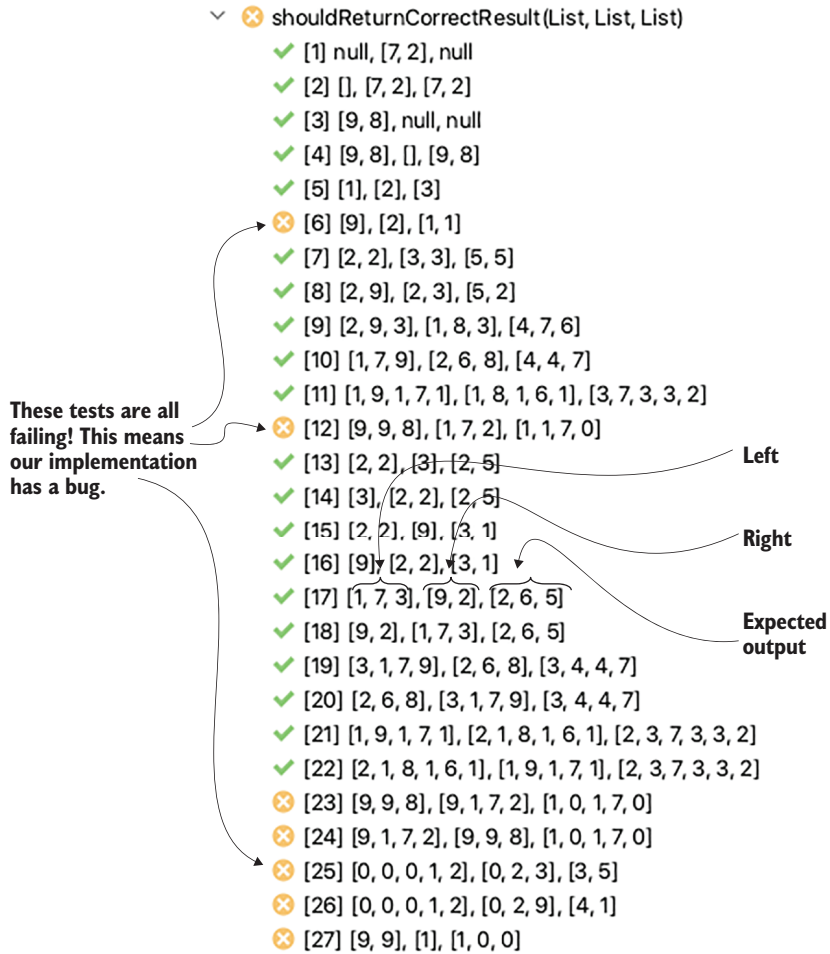 shouldReturnCorrectResult(List, List, List)
[1] null, [7, 2], null
[2] [], [7, 2], [7, 2]
[3] [9, 8], null, null
[4] [9, 8], [], [9, 8]
[5] [1], [2], [3]
[6] [9], [2], [1, 1]
[7] [2, 2], [3, 3], [5, 5]
[8] [2, 9], [2, 3], [5, 2]
[9] [2, 9, 3], [1, 8, 3], [4, 7, 6]
[10] [1, 7, 9], [2, 6, 8], [4, 4, 7]
[11] [1, 9, 1, 7, 1], [1, 8, 1, 6, 1], [3, 7, 3, 3, 2]
[12] [9, 9, 8], [1, 7, 2], [1, 1, 7, 0]
[13] [2, 2], [3], [2, 5]
[14] [3], [2, 2], [2, 5]
[15] [2, 2], [9], [3, 1]
[16] [9], [2, 2], [3, 1]
[17] [1, 7, 3], [9, 2], [2, 6, 5]
[18] [9, 2], [1, 7, 3], [2, 6, 5]
[19] [3, 1, 7, 9], [2, 6, 8], [3, 4, 4, 7]
[20] [2, 6, 8], [3, 1, 7, 9], [3, 4, 4, 7]
[21] [1, 9, 1, 7, 1], [2, 1, 8, 1, 6, 1], [2, 3, 7, 3, 3, 2]
[22] [2, 1, 8, 1, 6, 1], [1, 9, 1, 7, 1], [2, 3, 7, 3, 3, 2]
[23] [9, 9, 8], [9, 1, 7, 2], [1, 0, 1, 7, 0]
[24] [9, 1, 7, 2], [9, 9, 8], [1, 0, 1, 7, 0]
[25] [0, 0, 0, 1, 2], [0, 2, 3], [3, 5]
[26] [0, 0, 0, 1, 2], [0, 2, 9], [4, 1]
[27] [9, 9], [1], [1, 0, 0]
These tests are all
failing! This means
our implementation
has a bug.
Left
Right
Expected
output